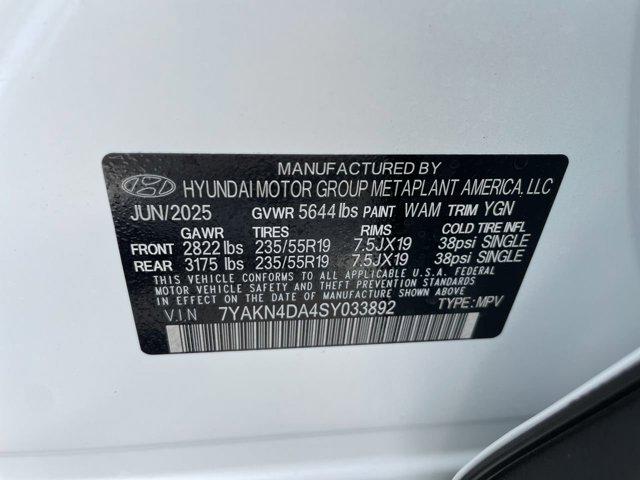 MANUFACTURED BY
HYUNDAI MOTOR GROUP METAPLANT AMERICA, LLC
JUN/2025 GVWR 5644 lbs PAINT WAM TRIM YGN
GAWR TIRES RIMS COLD TIRE INFL
FRONT 2822 lbs 235/55R19 7.5JX19 38psi SINGLE
REAR 3175 lbs 235/55R19 7.5JX19 38psi SINGLE
THIS VEHICLE CONFORMS TO ALL APPLICABLE U.S.A. FEDERAL
MOTOR VEHICLE SAFETY, BUMPER, AND THEFT PREVENTION
STANDARDS IN EFFECT ON THE DATE OF MANUFACTURE SHOWN ABOVE.
V.I.N 7YAKN4DA4SY033892 TYPE: MPV